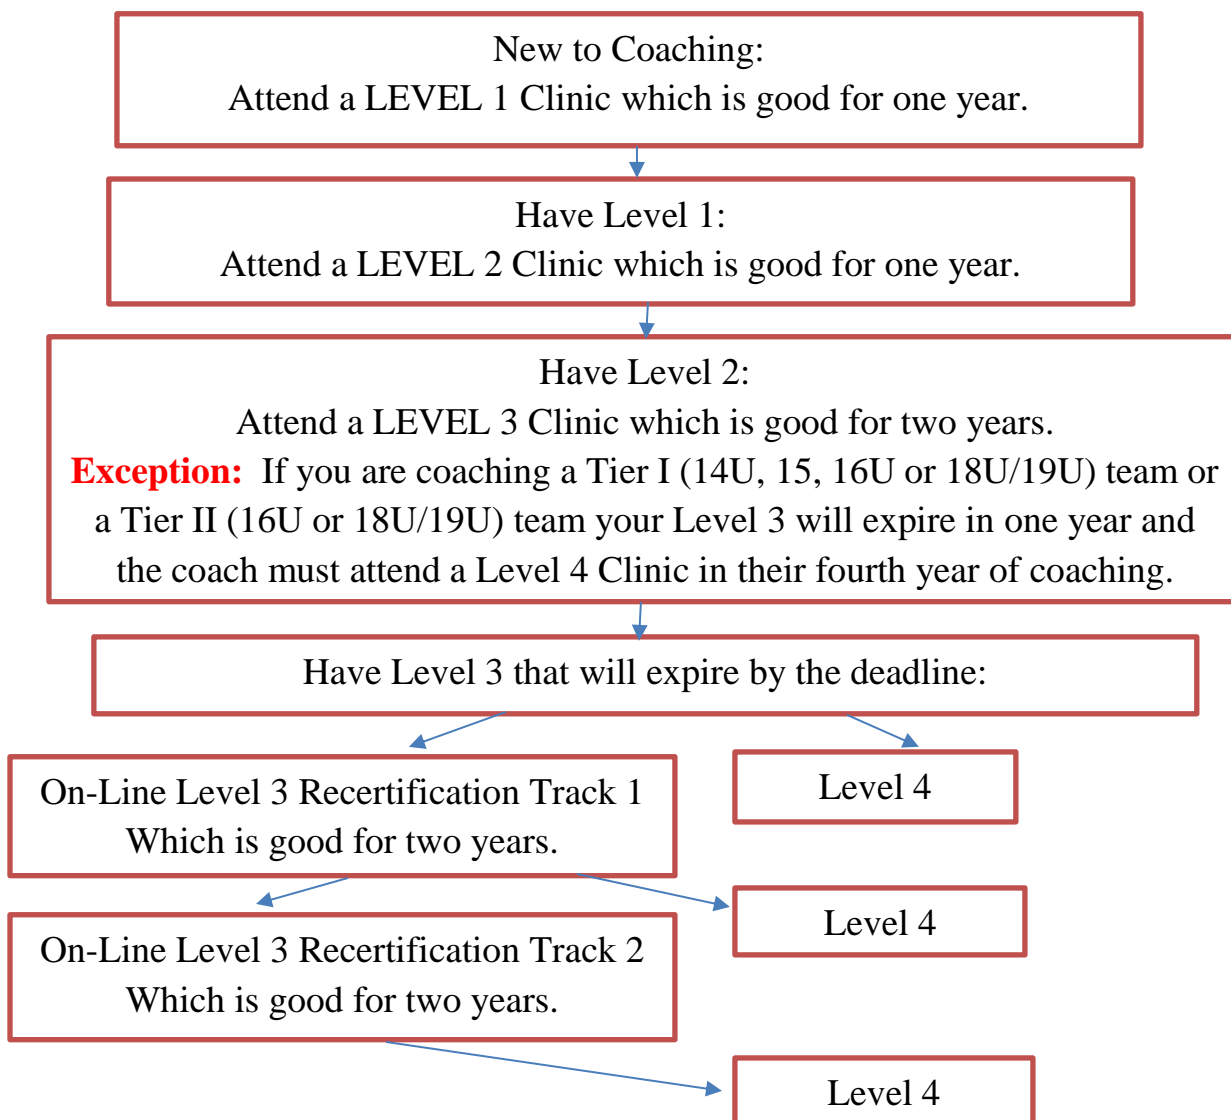 New to Coaching:
Attend a LEVEL 1 Clinic which is good for one year.
Have Level 1:
Attend a LEVEL 2 Clinic which is good for one year.
Have Level 2:
Attend a LEVEL 3 Clinic which is good for two years.
Exception: If you are coaching a Tier I (14U, 15, 16U or 18U/19U) team or
a Tier II (16U or 18U/19U) team your Level 3 will expire in one year and
the coach must attend a Level 4 Clinic in their fourth year of coaching.
Have Level 3 that will expire by the deadline:
On-Line Level 3 Recertification Track 1
Which is good for two years.
Level 4
On-Line Level 3 Recertification Track 2
Which is good for two years.
Level 4
Level 4